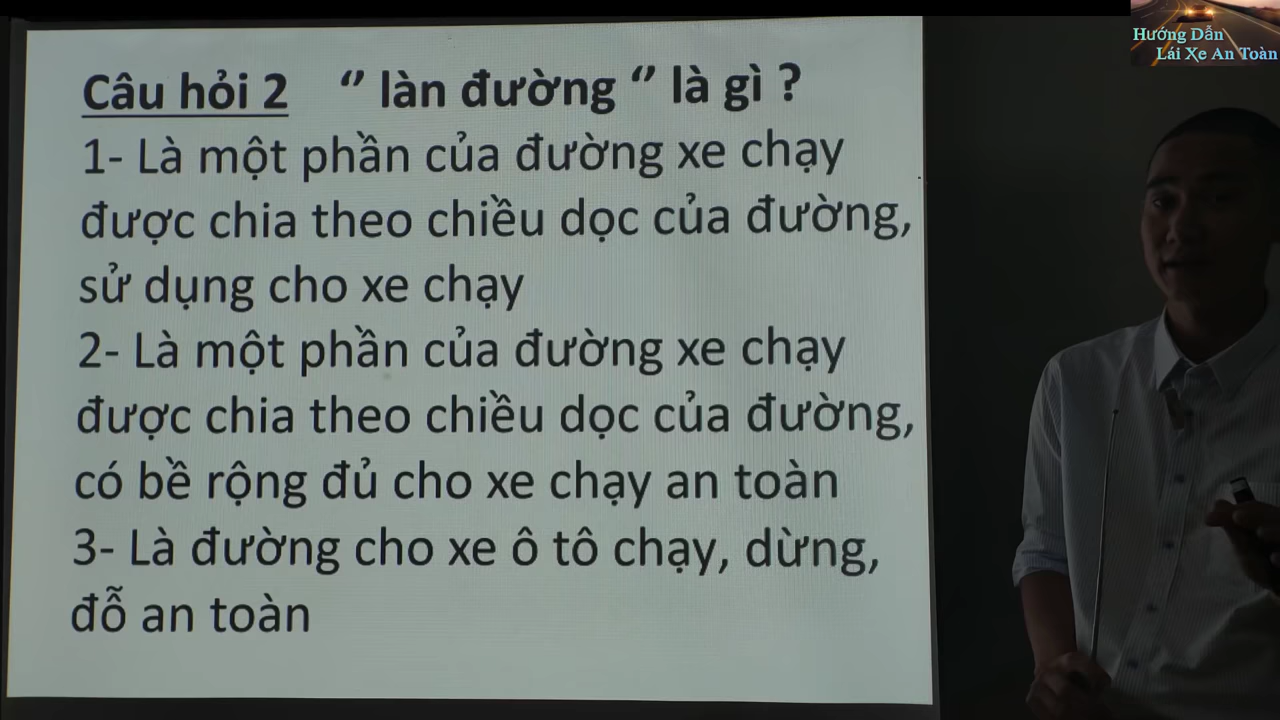 Hướng Dẫn
Lái Xe An Toàn
Câu hỏi 2 “ làn đường “ là gì ?
1- Là một phần của đường xe chạy
được chia theo chiều dọc của đường,
sử dụng cho xe chạy
2- Là một phần của đường xe chạy
được chia theo chiều dọc của đường,
có bề rộng đủ cho xe chạy an toàn
3- Là đường cho xe ô tô chạy, dừng,
đỗ an toàn